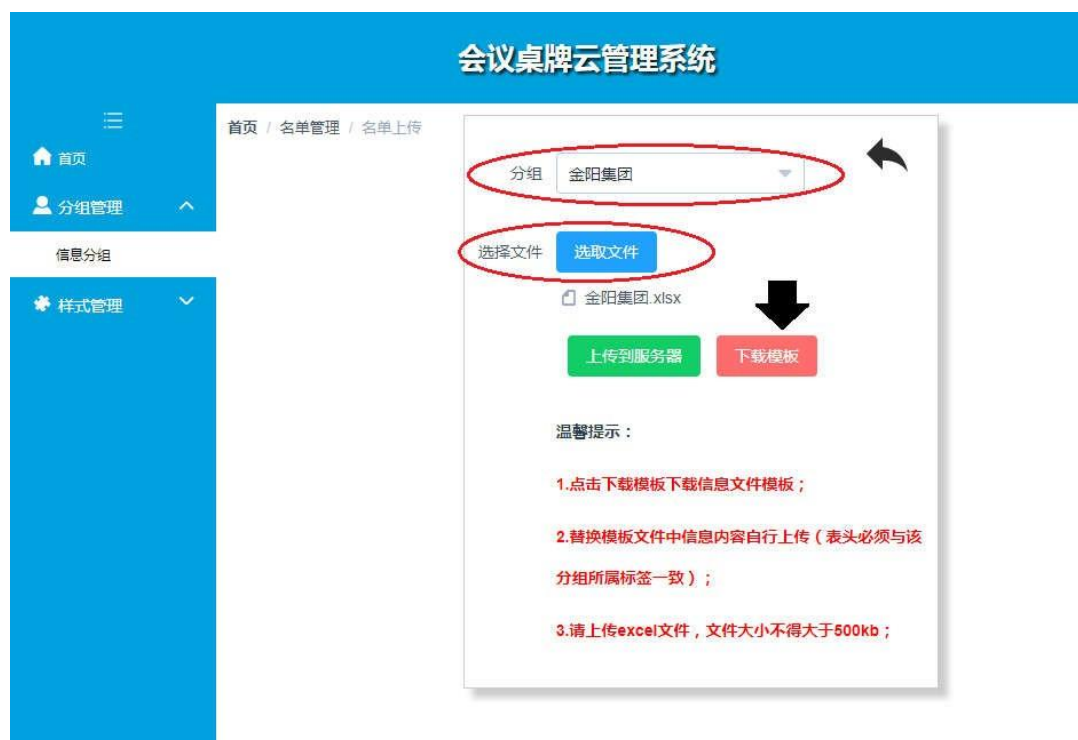 会议桌牌云管理系统
首页 / 名单管理 / 名单上传
首页
分组管理
信息分组
样式管理
分组 金阳集团
选择文件 选取文件
金阳集团.xlsx
上传到服务器 下载模板
温馨提示：
1.点击下载模板下载信息文件模板；
2.替换模板文件中信息内容自行上传（表头必须与该
分组所属标签一致）；
3.请上传excel文件，文件大小不得大于500kb；